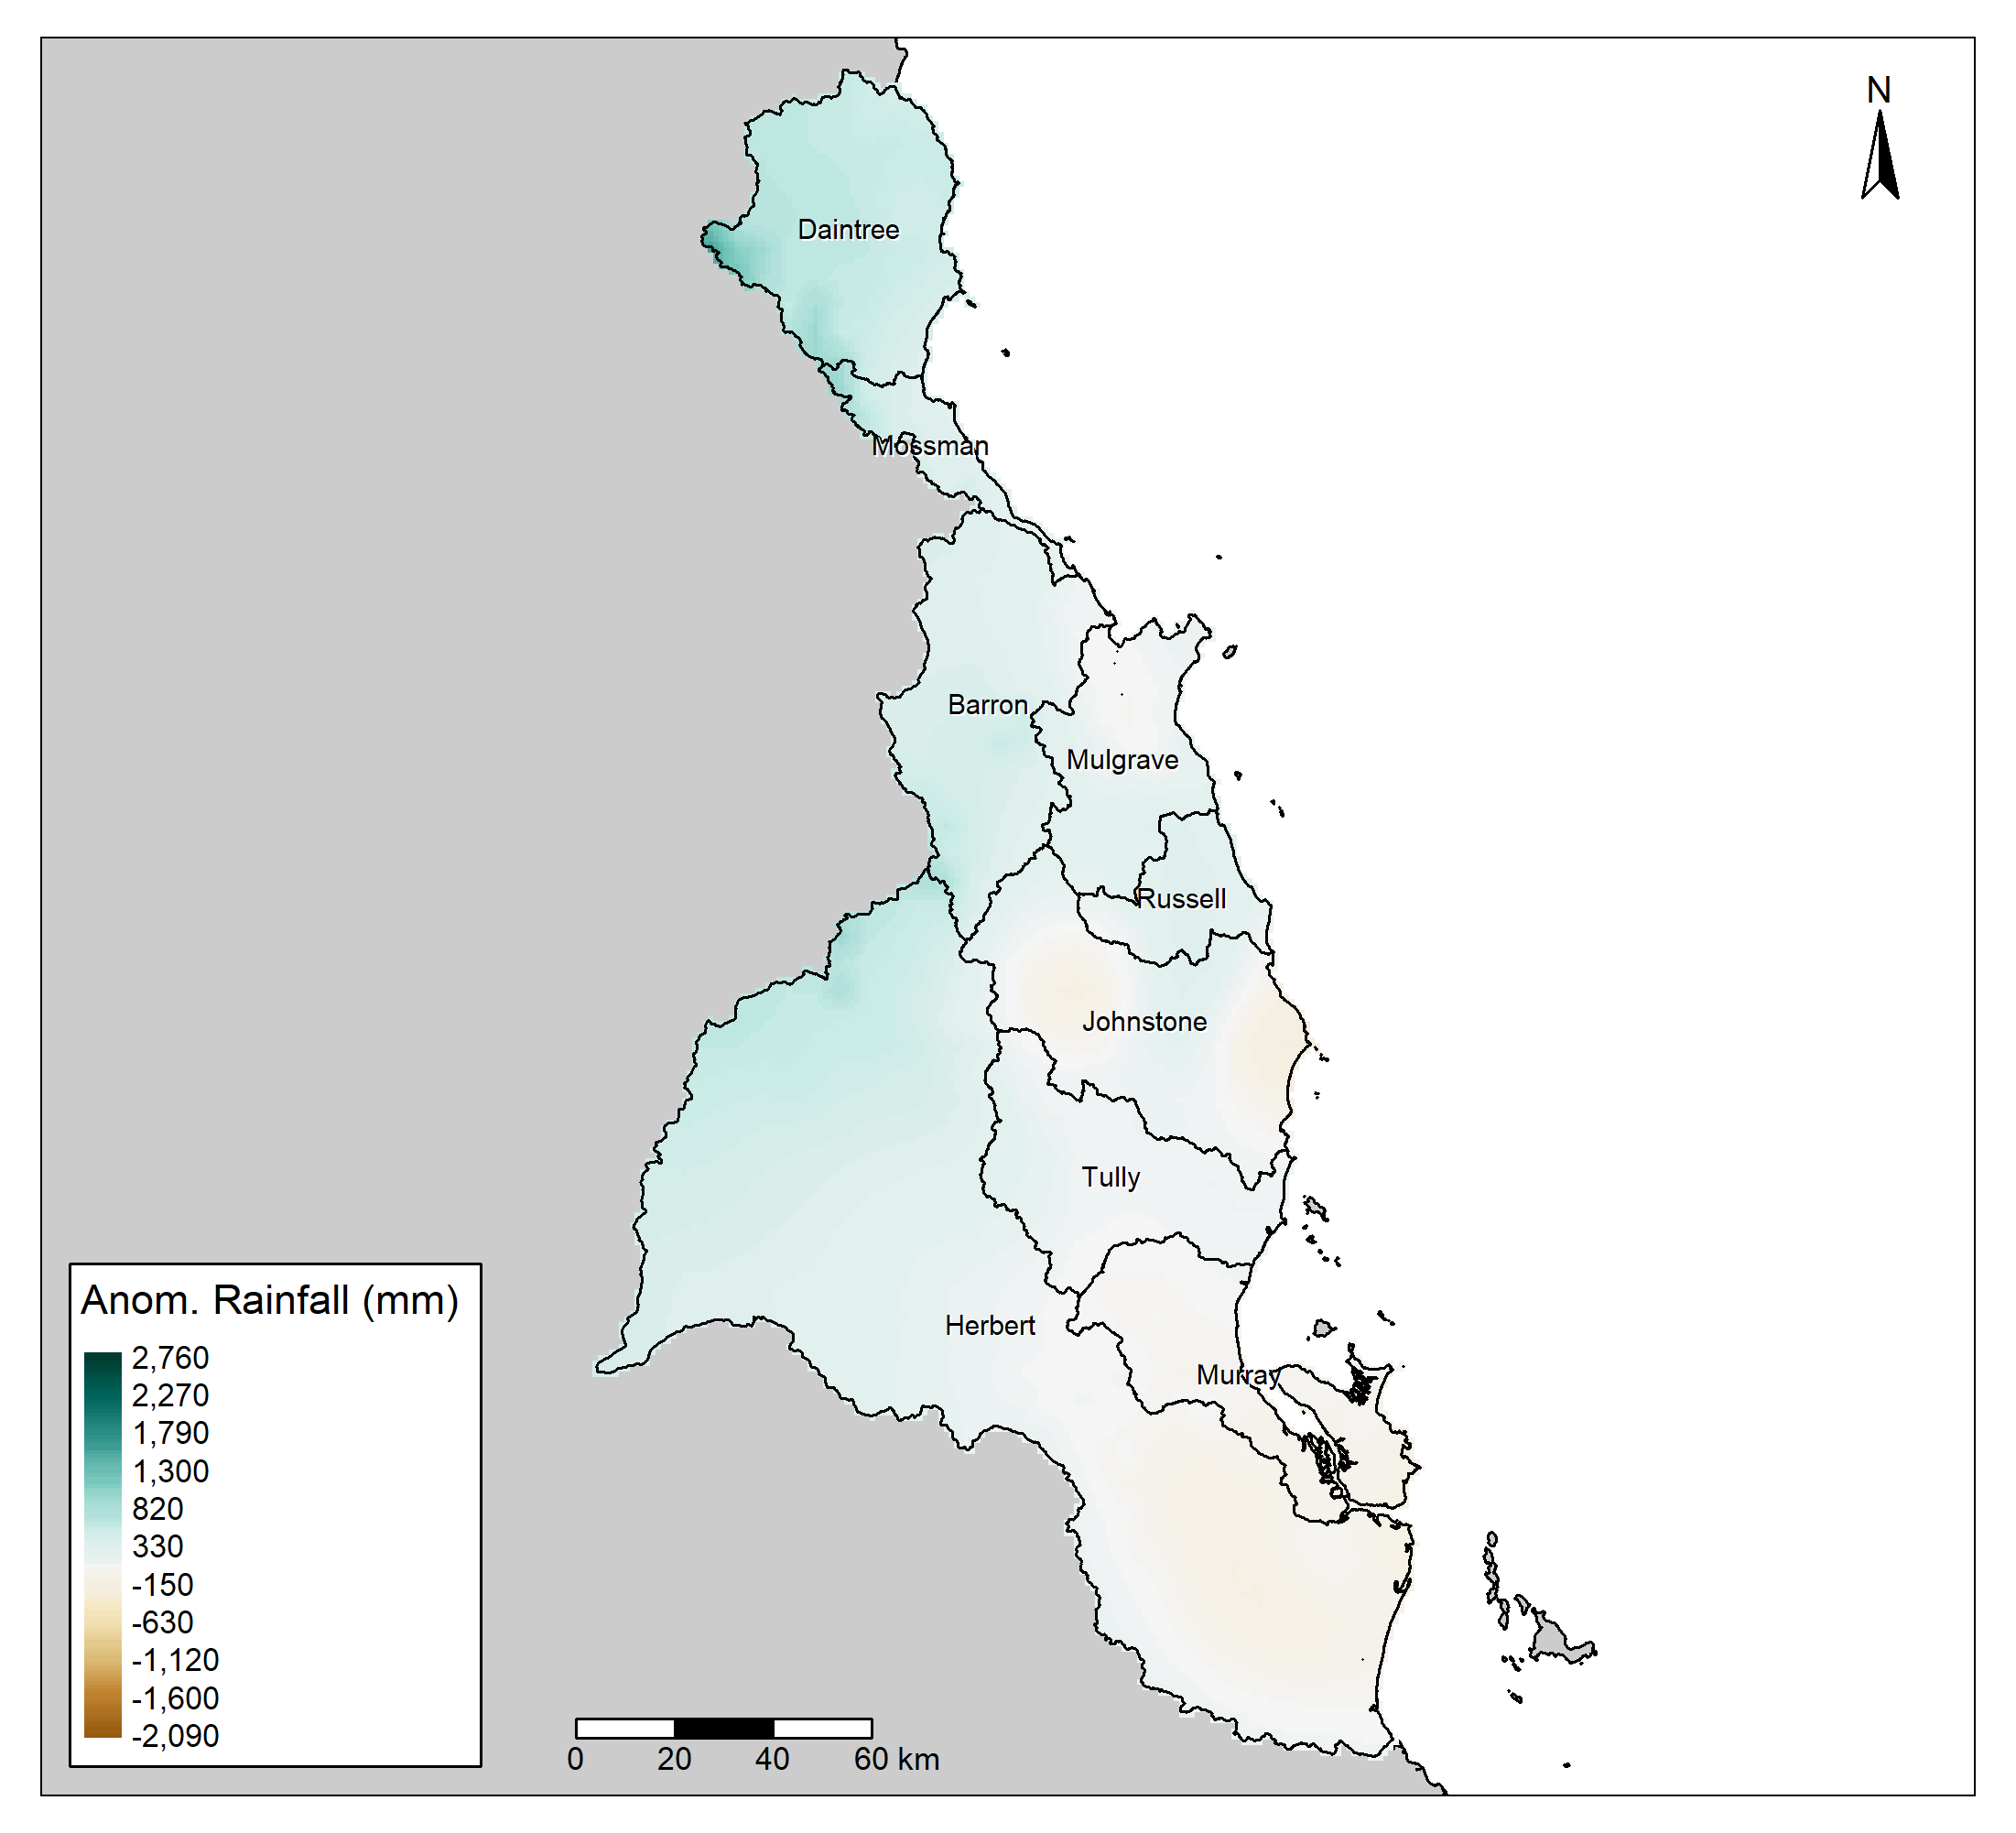 N
Daintree
Mossman
Barron
Mulgrave
Russell
Johnstone
Tully
Herbert
Murray
Anom. Rainfall (mm)
2,760
2,270
1,790
1,300
820
330
-150
-630
-1,120
-1,600
-2,090
0 20 40 60 km